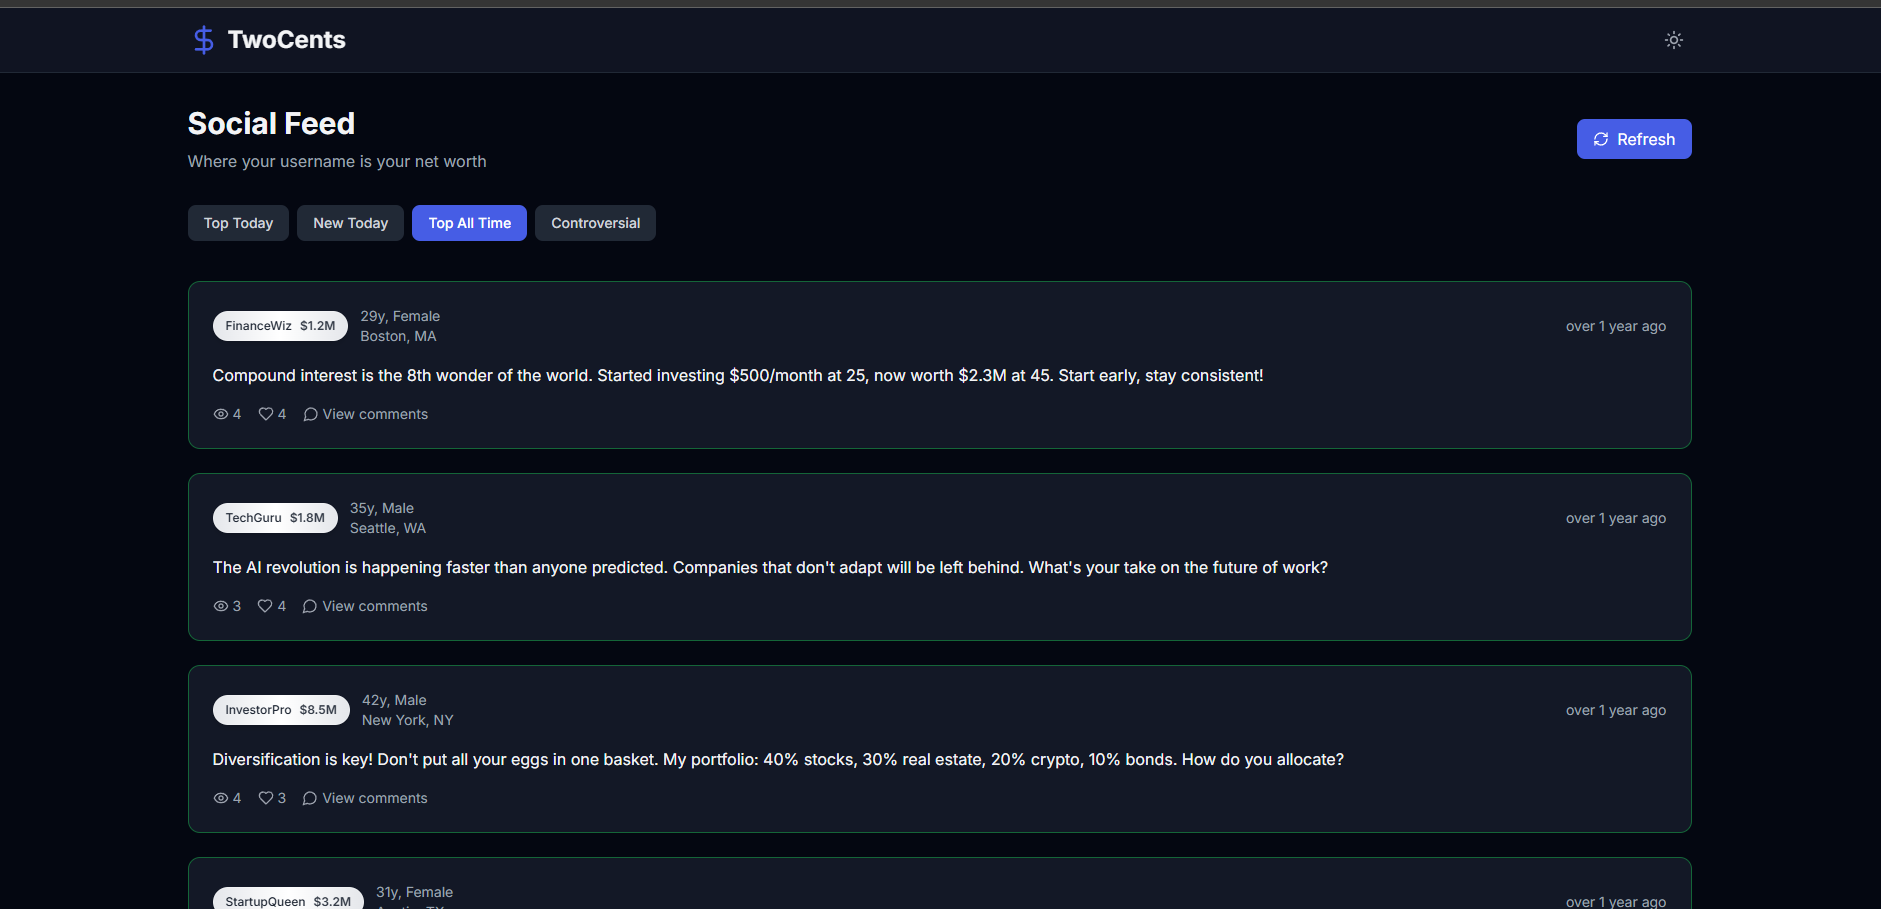 TwoCents
Social Feed
Where your username is your net worth
Refresh
Top Today New Today Top All Time Controversial
FinanceWiz $1.2M
29y, Female
Boston, MA
over 1 year ago
Compound interest is the 8th wonder of the world. Started investing $500/month at 25, now worth $2.3M at 45. Start early, stay consistent!
4 4 View comments
TechGuru $1.8M
35y, Male
Seattle, WA
over 1 year ago
The AI revolution is happening faster than anyone predicted. Companies that don't adapt will be left behind. What's your take on the future of work?
3 4 View comments
InvestorPro $8.5M
42y, Male
New York, NY
over 1 year ago
Diversification is key! Don't put all your eggs in one basket. My portfolio: 40% stocks, 30% real estate, 20% crypto, 10% bonds. How do you allocate?
4 3 View comments
StartupQueen $3.2M
31y, Female
over 1 year ago